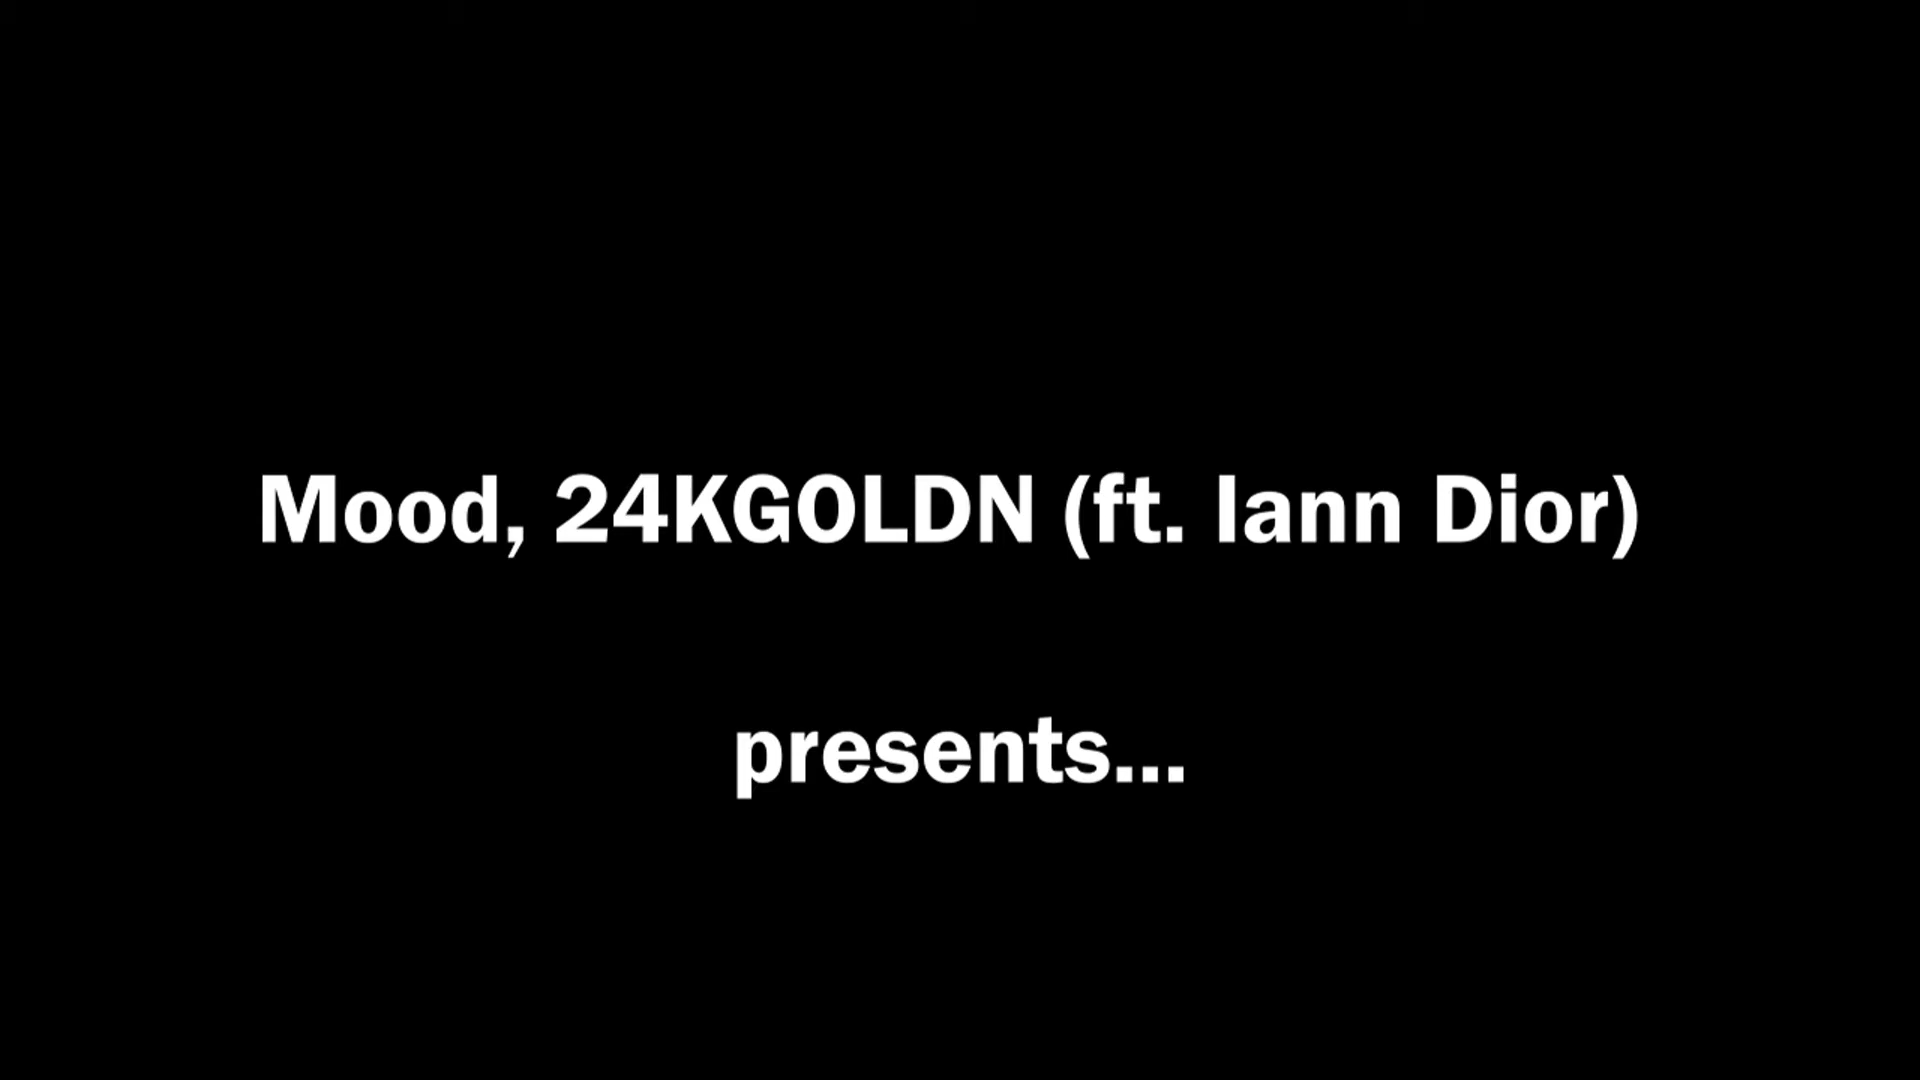 Mood, 24KGOLDN (ft. Iann Dior)
presents...